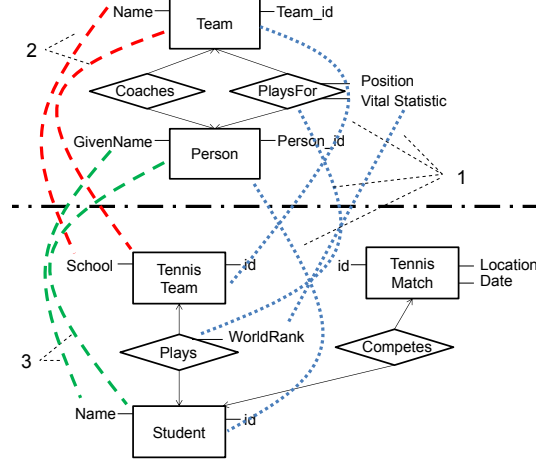 Name
Team
Team_id
2
Coaches
PlaysFor
Position
Vital Statistic
GivenName
Person
Person_id
1
School
Tennis
Team
id
id
Tennis
Match
Location
Date
3
Plays
WorldRank
Competes
Name
Student
id